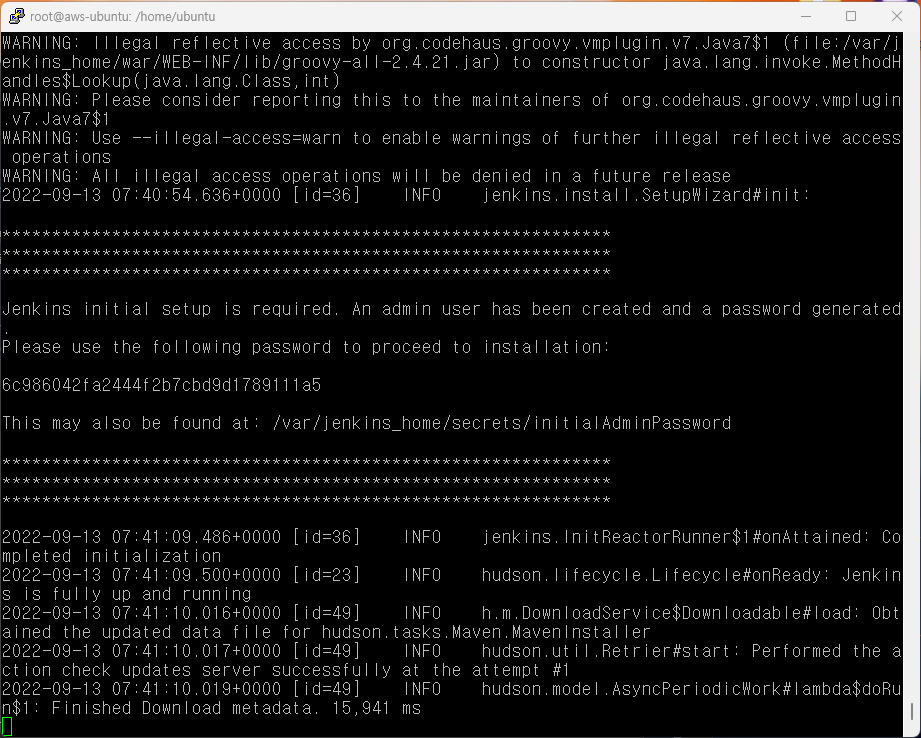 root@aws-ubuntu: /home/ubuntu
WARNING: Illegal reflective access by org.codehaus.groovy.vmplugin.v7.Java7$1 (file:/var/j
enkins_home/war/WEB-INF/lib/groovy-all-2.4.21.jar) to constructor java.lang.invoke.MethodH
andles$Lookup(java.lang.Class,int)
WARNING: Please consider reporting this to the maintainers of org.codehaus.groovy.vmplugin
.v7.Java7$1
WARNING: Use --illegal-access=warn to enable warnings of further illegal reflective access
 operations
WARNING: All illegal access operations will be denied in a future release
2022-09-13 07:40:54.636+0000 [id=36]    INFO    jenkins.install.SetupWizard#init:
*************************************************************
*************************************************************
*************************************************************
Jenkins initial setup is required. An admin user has been created and a password generated
.
Please use the following password to proceed to installation:
6c986042fa2444f2b7cbd9d1789111a5
This may also be found at: /var/jenkins_home/secrets/initialAdminPassword
*************************************************************
*************************************************************
*************************************************************
2022-09-13 07:41:09.486+0000 [id=36]    INFO    jenkins.InitReactorRunner$1#onAttained: Co
mpleted initialization
2022-09-13 07:41:09.500+0000 [id=23]    INFO    hudson.lifecycle.Lifecycle#onReady: Jenkin
s is fully up and running
2022-09-13 07:41:10.016+0000 [id=49]    INFO    h.m.DownloadService$Downloadable#load: Obt
ained the updated data file for hudson.tasks.Maven.MavenInstaller
2022-09-13 07:41:10.017+0000 [id=49]    INFO    hudson.util.Retrier#start: Performed the a
ction check updates server successfully at the attempt #1
2022-09-13 07:41:10.019+0000 [id=49]    INFO    hudson.model.AsyncPeriodicWork#lambda$doRu
n$1: Finished Download metadata. 15,941 ms